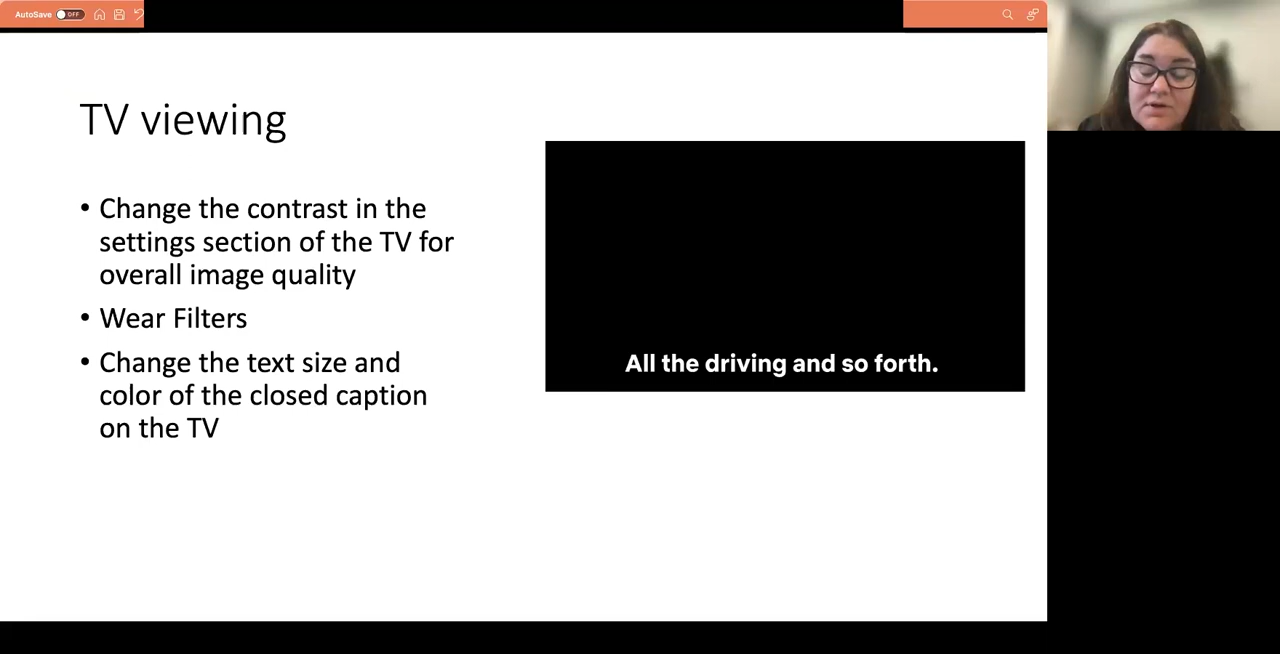 AutoSave OFF
TV viewing
• Change the contrast in the
settings section of the TV for
overall image quality
• Wear Filters
• Change the text size and
color of the closed caption
on the TV
All the driving and so forth.